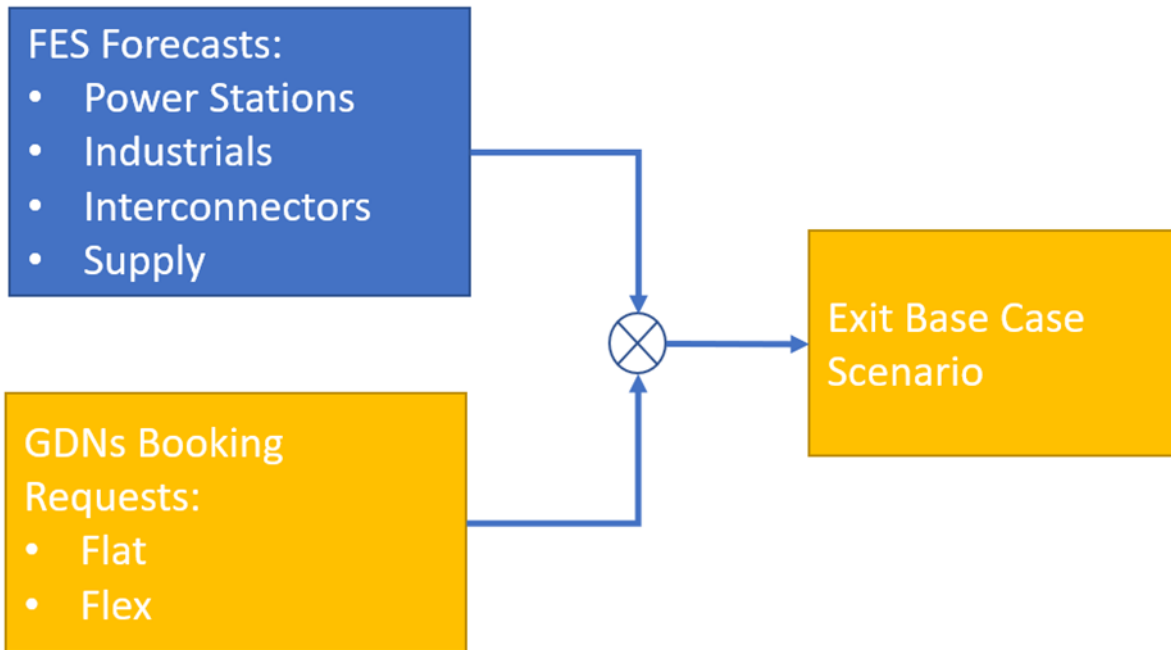 FES Forecasts:
• Power Stations
• Industrials
• Interconnectors
• Supply
GDNs Booking
Requests:
• Flat
• Flex
Exit Base Case
Scenario